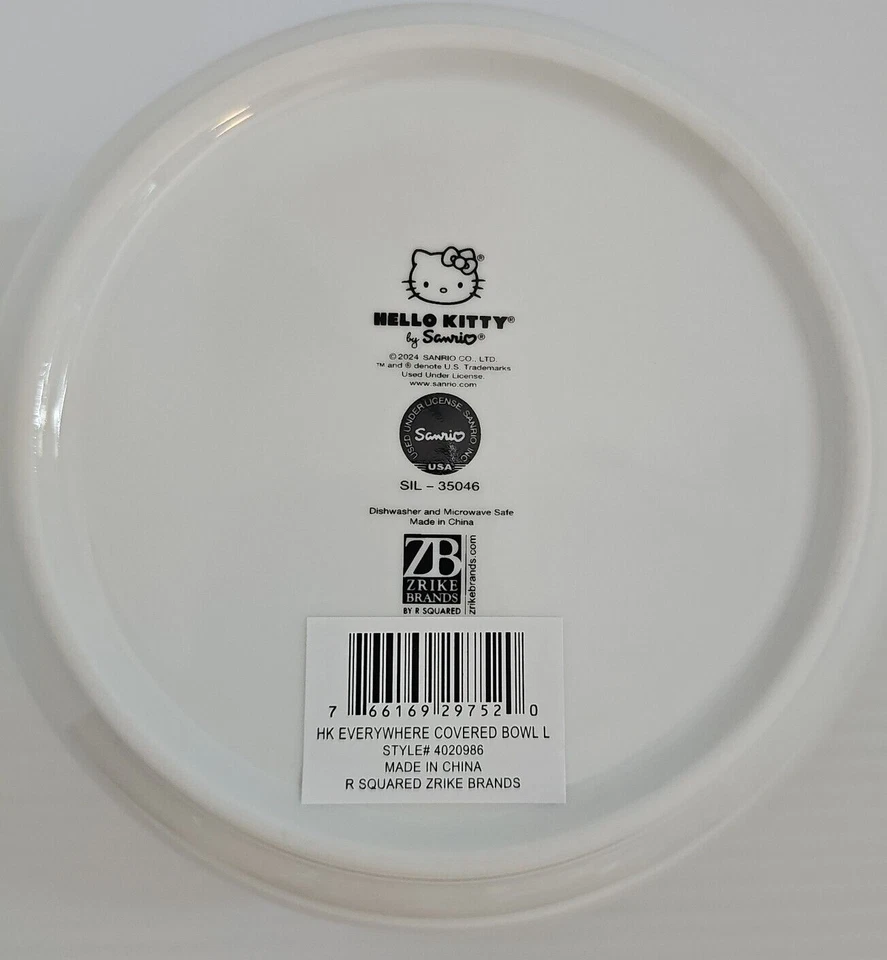 ®
HELLO KITTY®
by Sanrio®
©2024 SANRIO CO., LTD.
™ and ® denote U.S. Trademarks
Used Under License.
www.sanrio.com
USED UNDER LICENSE, SANRIO INC.
Sanrio
USA
SIL – 35046
Dishwasher and Microwave Safe
Made in China
ZB
ZRIKE
BRANDS
BY R SQUARED
zrikebrands.com
7 66169 29752 0
HK EVERYWHERE COVERED BOWL L
STYLE# 4020986
MADE IN CHINA
R SQUARED ZRIKE BRANDS